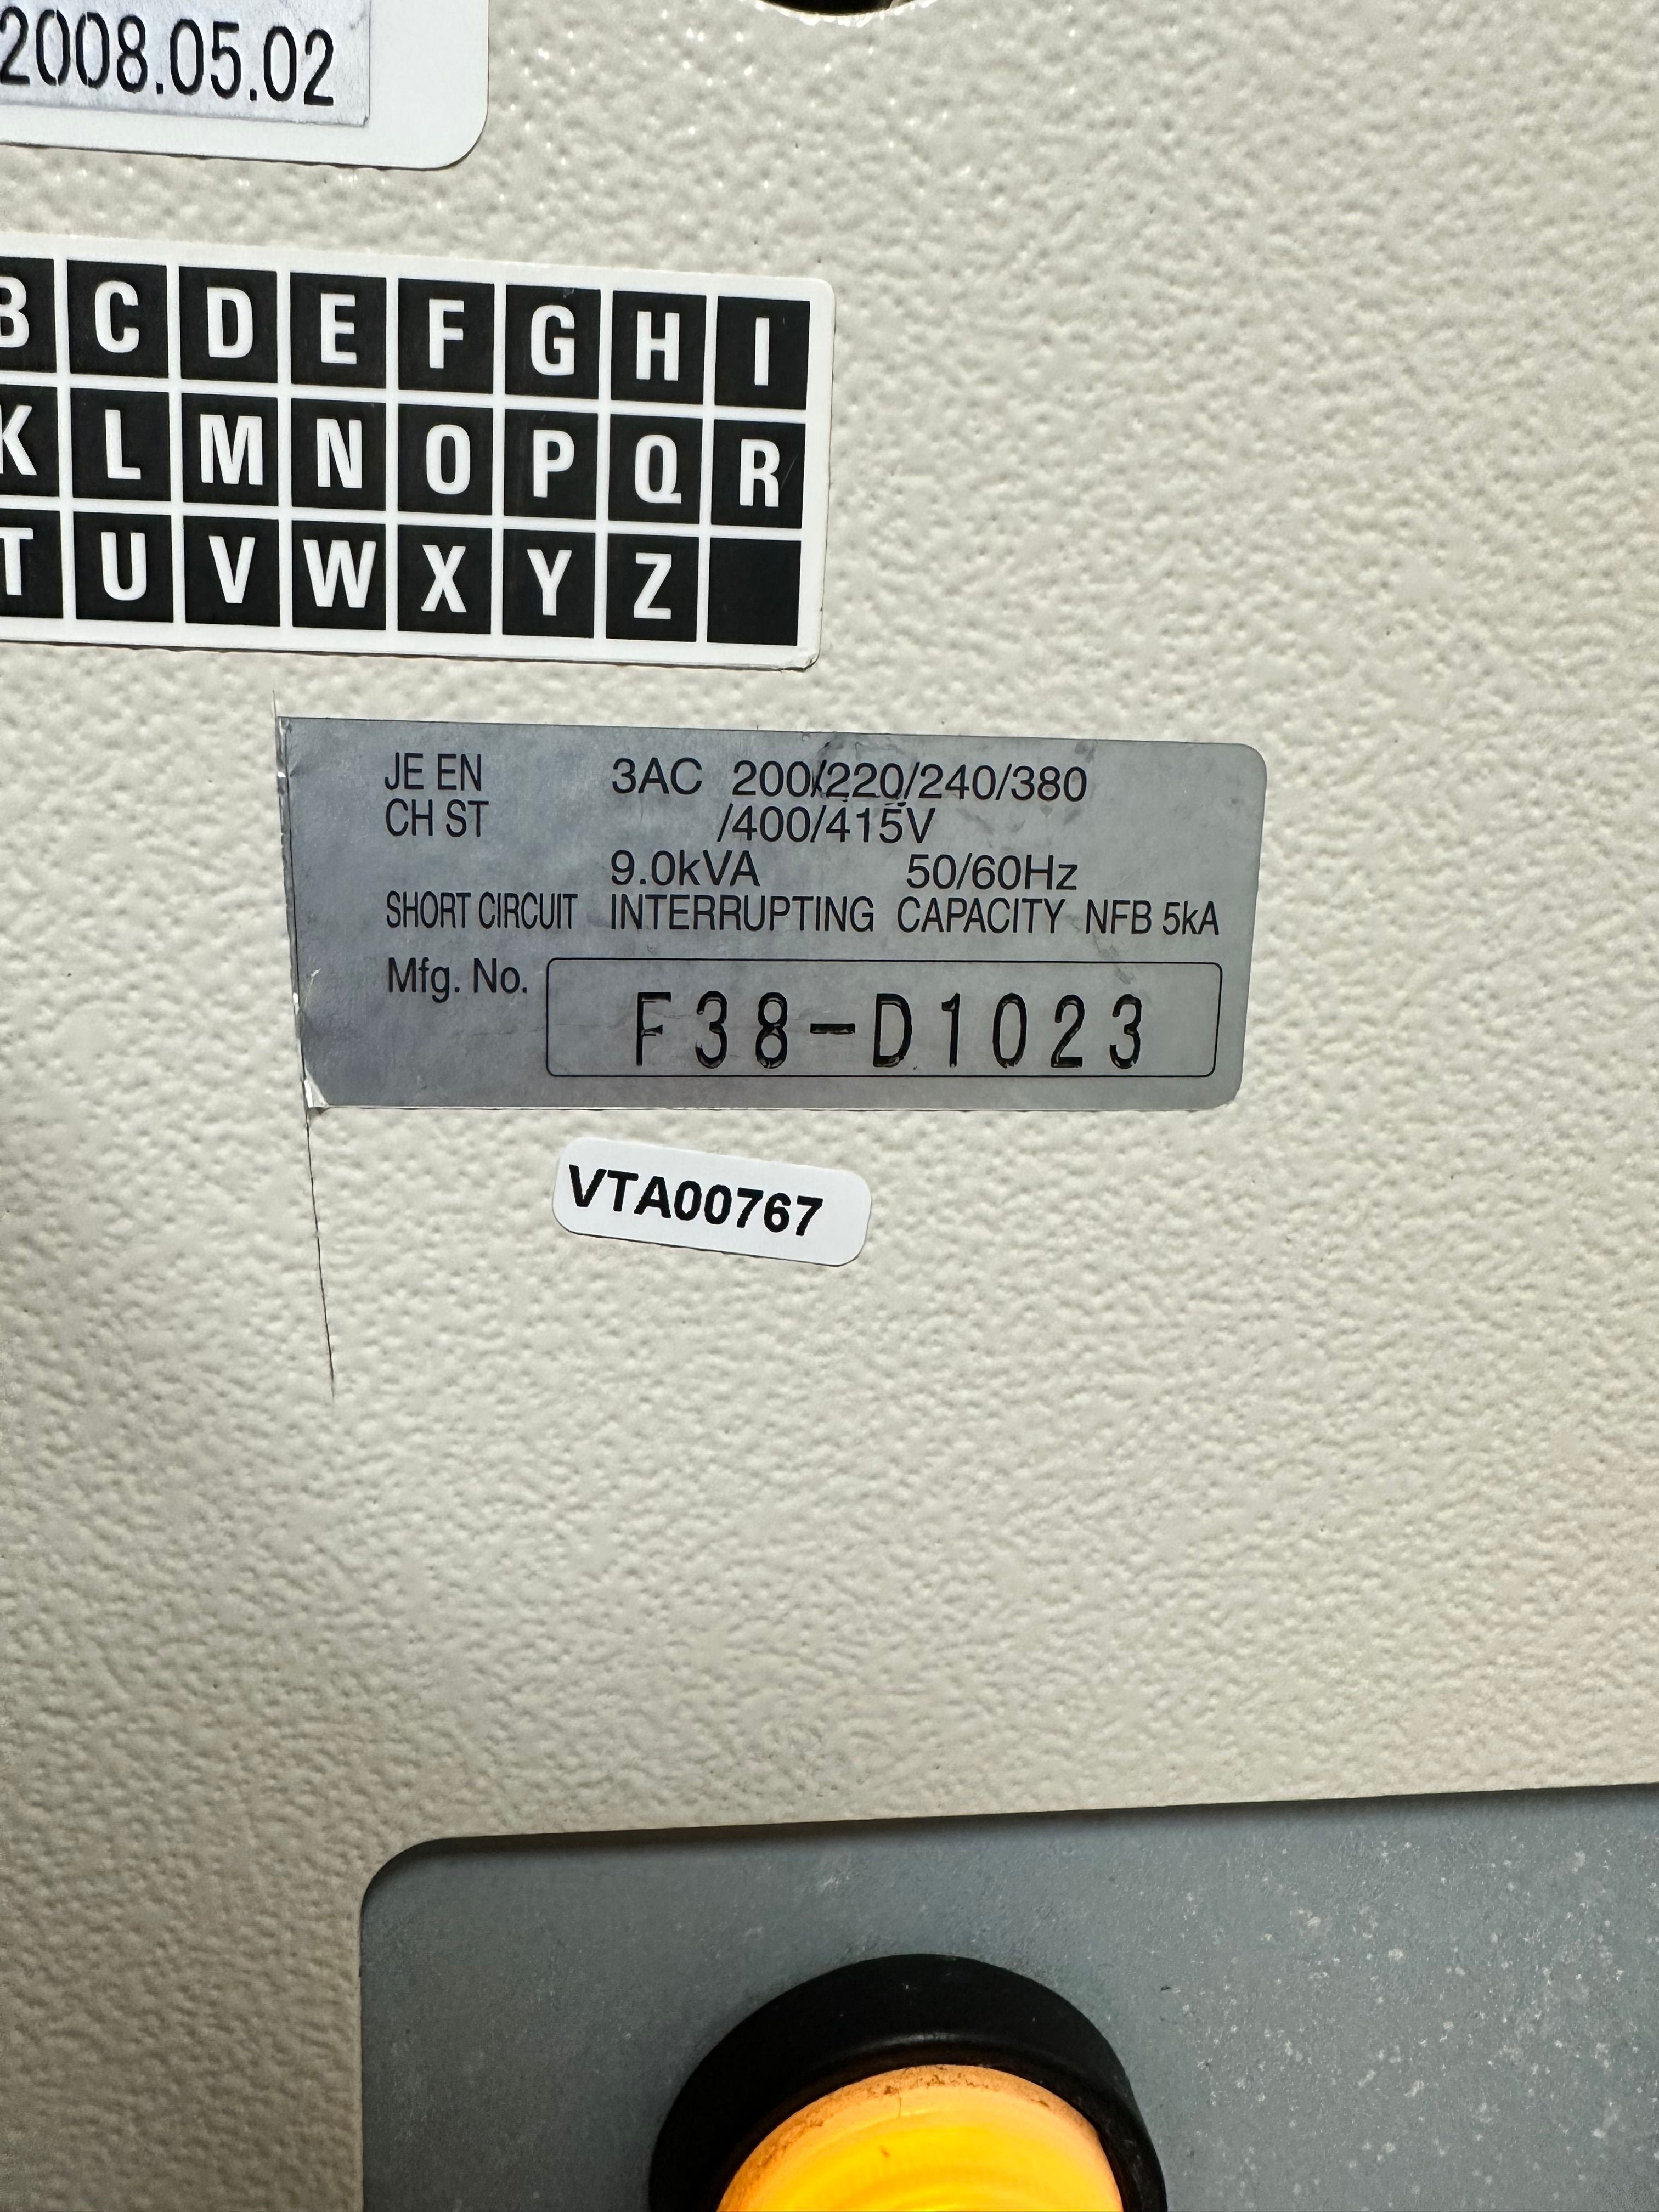 2008.05.02
B C D E F G H I
K L M N O P Q R
T U V W X Y Z
JE EN 3AC 200/220/240/380
CH ST /400/415V
9.0kVA 50/60Hz
SHORT CIRCUIT INTERRUPTING CAPACITY NFB 5kA
Mfg. No. F38-D1023
VTA00767